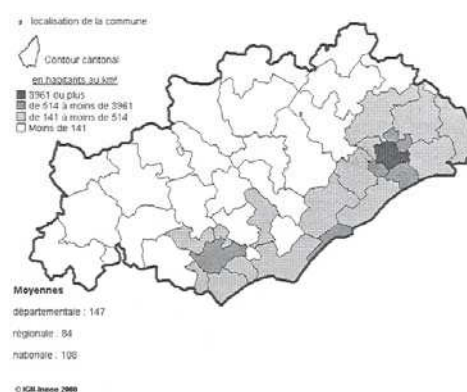 localisation de la commune
Contour cantonal
en habitants au km²
3961 ou plus
de 514 à moins de 3961
de 141 à moins de 514
Moins de 141
Moyennes
départementale : 147
régionale : 84
nationale : 108
© IGN-Insee 2000